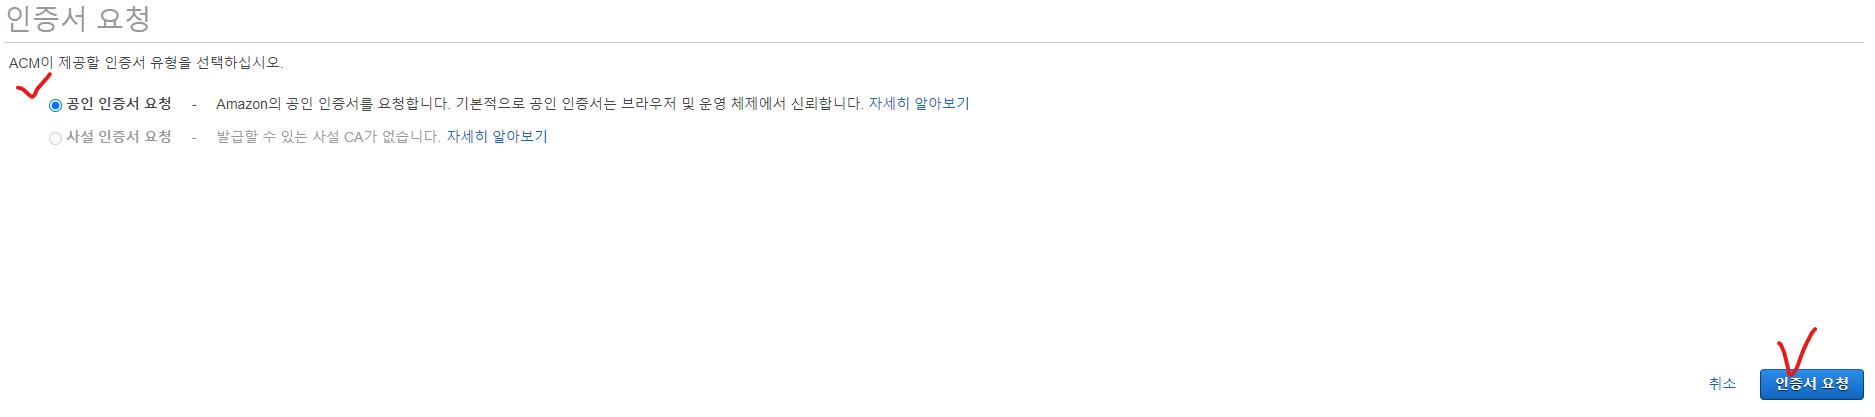 인증서 요청
ACM이 제공할 인증서 유형을 선택하십시오.
공인 인증서 요청 - Amazon의 공인 인증서를 요청합니다. 기본적으로 공인 인증서는 브라우저 및 운영 체제에서 신뢰합니다. 자세히 알아보기
사설 인증서 요청 - 발급할 수 있는 사설 CA가 없습니다. 자세히 알아보기
취소 인증서 요청